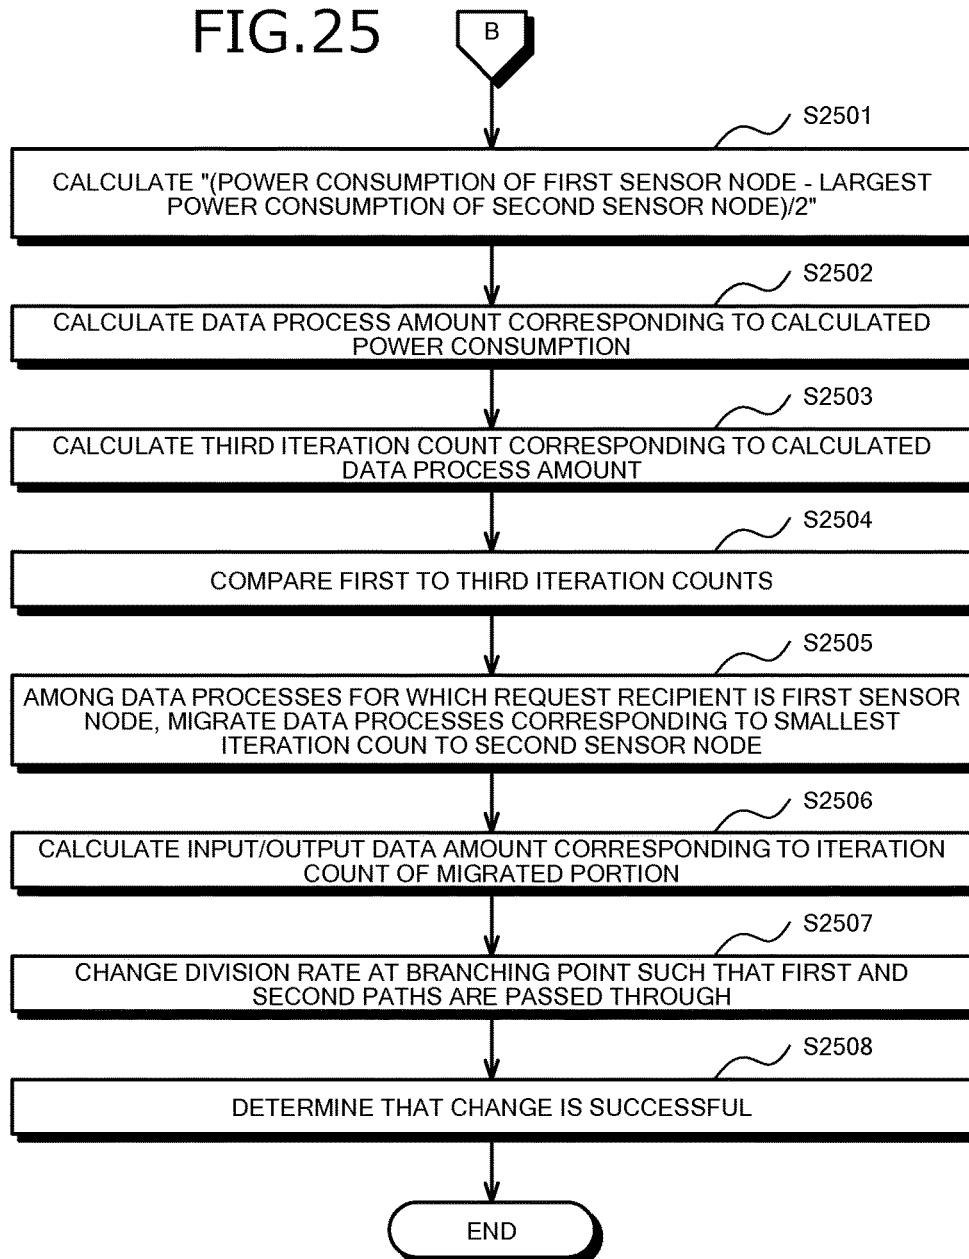 FIG.25
B
S2501
CALCULATE "(POWER CONSUMPTION OF FIRST SENSOR NODE - LARGEST
POWER CONSUMPTION OF SECOND SENSOR NODE)/2"
S2502
CALCULATE DATA PROCESS AMOUNT CORRESPONDING TO CALCULATED
POWER CONSUMPTION
S2503
CALCULATE THIRD ITERATION COUNT CORRESPONDING TO CALCULATED
DATA PROCESS AMOUNT
S2504
COMPARE FIRST TO THIRD ITERATION COUNTS
S2505
AMONG DATA PROCESSES FOR WHICH REQUEST RECIPIENT IS FIRST SENSOR
NODE, MIGRATE DATA PROCESSES CORRESPONDING TO SMALLEST
ITERATION COUN TO SECOND SENSOR NODE
S2506
CALCULATE INPUT/OUTPUT DATA AMOUNT CORRESPONDING TO ITERATION
COUNT OF MIGRATED PORTION
S2507
CHANGE DIVISION RATE AT BRANCHING POINT SUCH THAT FIRST AND
SECOND PATHS ARE PASSED THROUGH
S2508
DETERMINE THAT CHANGE IS SUCCESSFUL
END